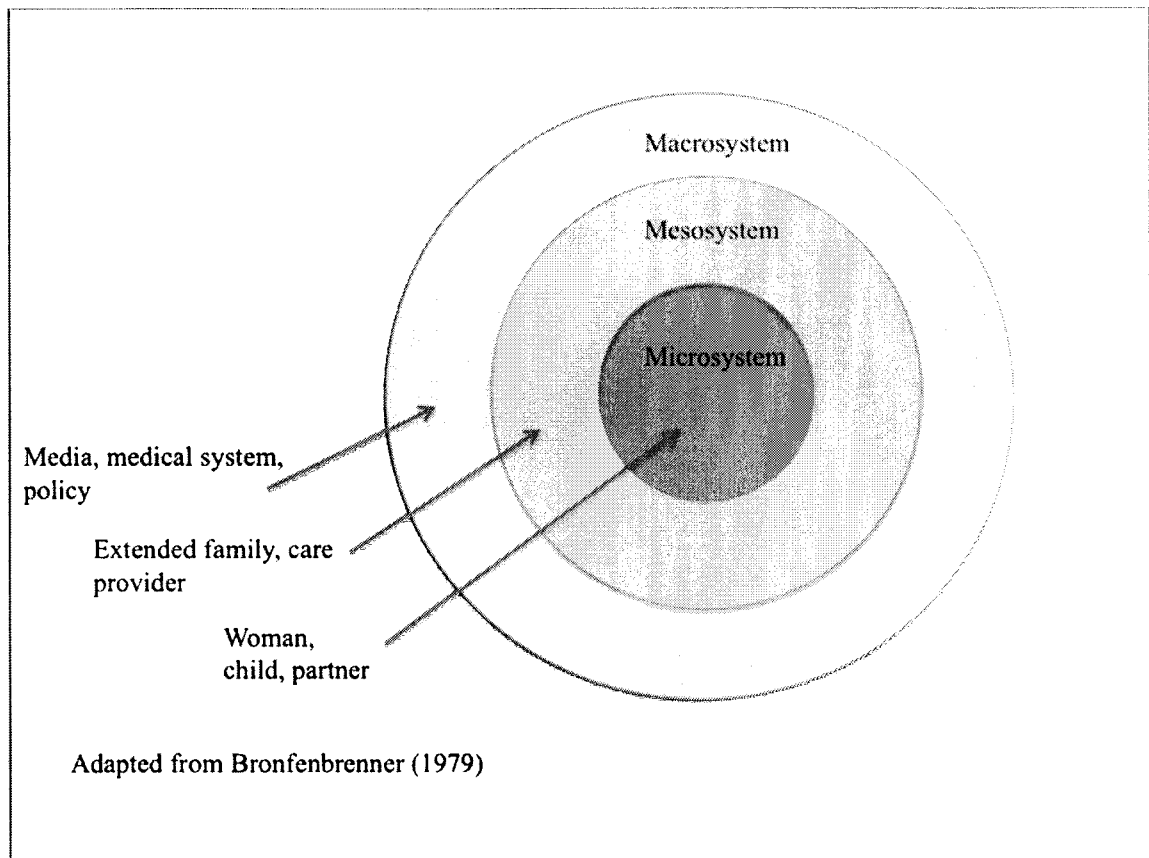 Macrosystem
Mesosystem
Microsystem
Media, medical system,
policy
Extended family, care
provider
Woman,
child, partner
Adapted from Bronfenbrenner (1979)